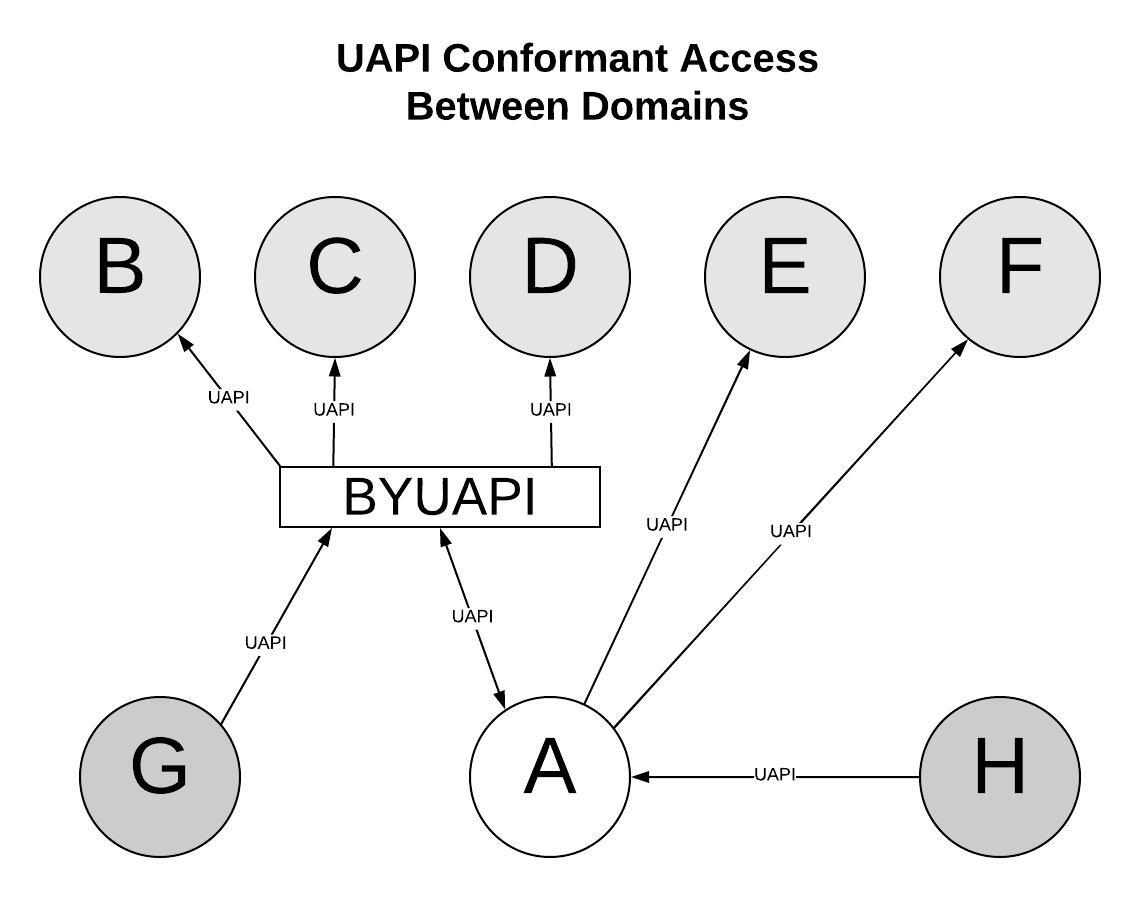 UAPI Conformant Access
Between Domains
B
C
D
E
F
UAPI
UAPI
UAPI
BYUAPI
UAPI
UAPI
UAPI
UAPI
G
A
H
UAPI